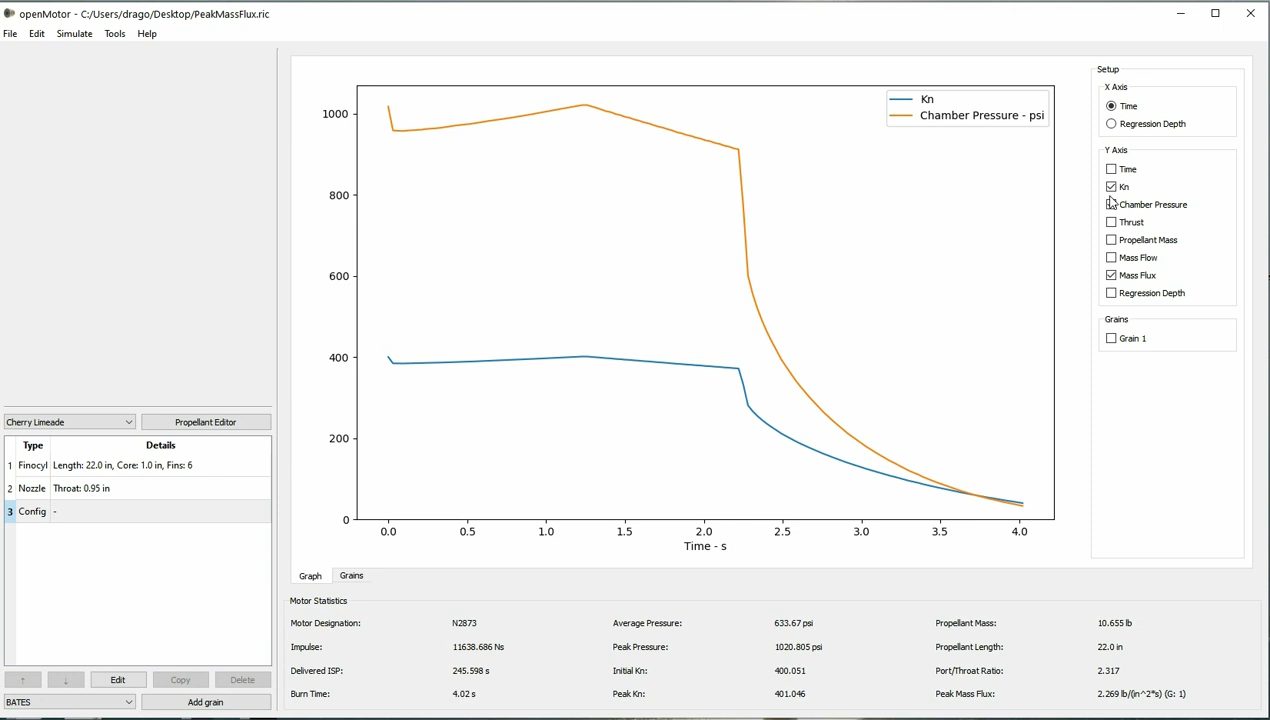 openMotor - C:/Users/drago/Desktop/PeakMassFlux.ric
File Edit Simulate Tools Help
Cherry Limeade
Propellant Editor
Type Details
1 Finocyl Length: 22.0 in, Core: 1.0 in, Fins: 6
2 Nozzle Throat: 0.95 in
3 Config -
↑ ↓ Edit Copy Delete
BATES
Add grain
Kn
Chamber Pressure - psi
1000
800
600
400
200
0
0.0 0.5 1.0 1.5 2.0 2.5 3.0 3.5 4.0
Time - s
Graph Grains
Setup
X Axis
Time
Regression Depth
Y Axis
Time
Kn
Chamber Pressure
Thrust
Propellant Mass
Mass Flow
Mass Flux
Regression Depth
Grains
Grain 1
Motor Statistics
Motor Designation: N2873 Average Pressure: 633.67 psi Propellant Mass: 10.655 lb
Impulse: 11638.686 Ns Peak Pressure: 1020.805 psi Propellant Length: 22.0 in
Delivered ISP: 245.598 s Initial Kn: 400.051 Port/Throat Ratio: 2.317
Burn Time: 4.02 s Peak Kn: 401.046 Peak Mass Flux: 2.269 lb/(in^2*s) (G: 1)